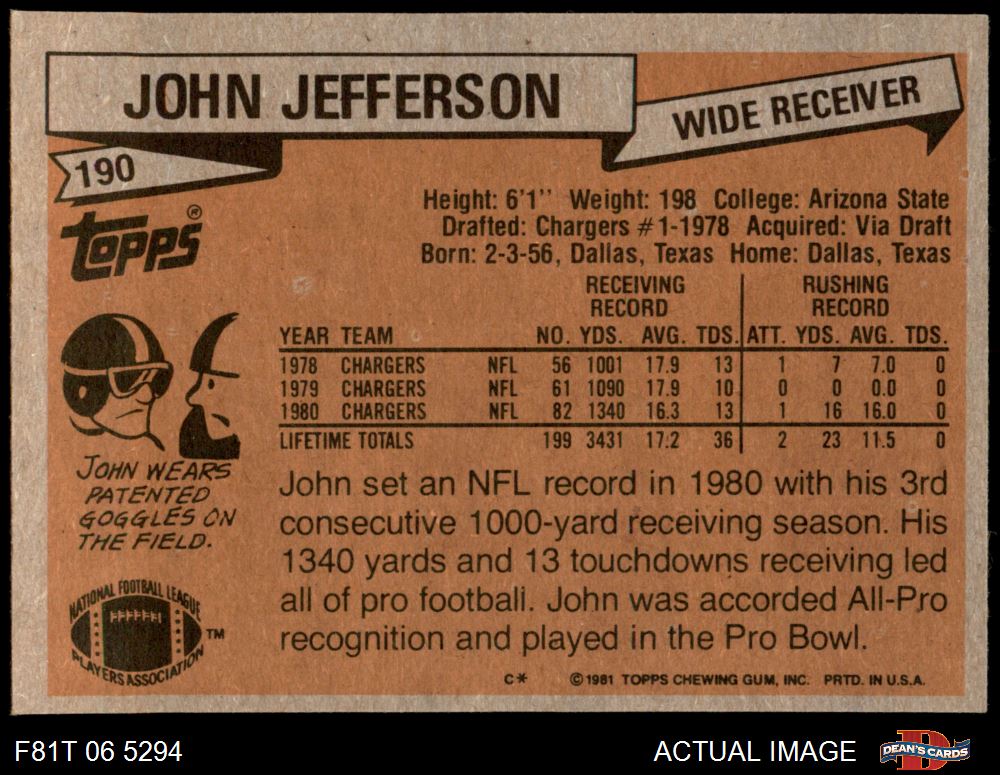 JOHN JEFFERSON
WIDE RECEIVER
190
topps®
Height: 6'1'' Weight: 198 College: Arizona State
Drafted: Chargers #1-1978 Acquired: Via Draft
Born: 2-3-56, Dallas, Texas Home: Dallas, Texas
RECEIVING RECORD RUSHING RECORD
YEAR TEAM NO. YDS. AVG. TDS. ATT. YDS. AVG. TDS.
1978 CHARGERS NFL 56 1001 17.9 13 1 7 7.0 0
1979 CHARGERS NFL 61 1090 17.9 10 0 0 0.0 0
1980 CHARGERS NFL 82 1340 16.3 13 1 16 16.0 0
LIFETIME TOTALS 199 3431 17.2 36 2 23 11.5 0
JOHN WEARS
PATENTED
GOGGLES ON
THE FIELD.
John set an NFL record in 1980 with his 3rd
consecutive 1000-yard receiving season. His
1340 yards and 13 touchdowns receiving led
all of pro football. John was accorded All-Pro
recognition and played in the Pro Bowl.
NATIONAL FOOTBALL LEAGUE
PLAYERS ASSOCIATION
TM
C* ©1981 TOPPS CHEWING GUM, INC. PRTD. IN U.S.A.
F81T 06 5294
ACTUAL IMAGE
D
DEAN'S CARDS